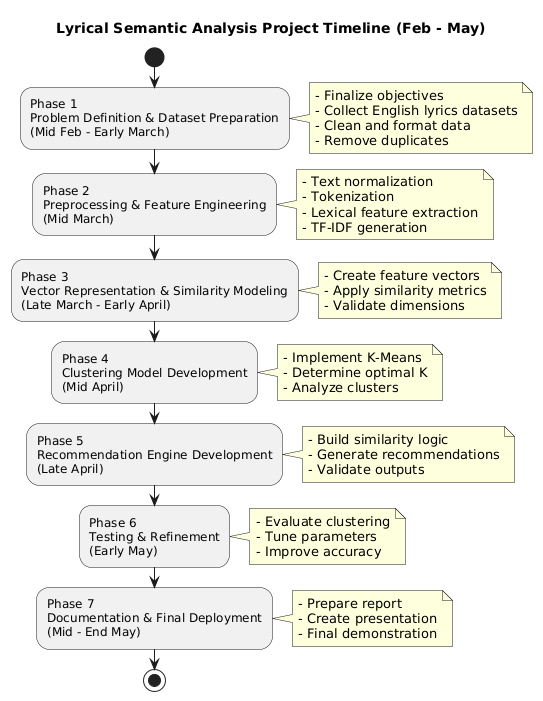 Lyrical Semantic Analysis Project Timeline (Feb - May)
Phase 1
Problem Definition & Dataset Preparation
(Mid Feb - Early March)
- Finalize objectives
- Collect English lyrics datasets
- Clean and format data
- Remove duplicates
Phase 2
Preprocessing & Feature Engineering
(Mid March)
- Text normalization
- Tokenization
- Lexical feature extraction
- TF-IDF generation
Phase 3
Vector Representation & Similarity Modeling
(Late March - Early April)
- Create feature vectors
- Apply similarity metrics
- Validate dimensions
Phase 4
Clustering Model Development
(Mid April)
- Implement K-Means
- Determine optimal K
- Analyze clusters
Phase 5
Recommendation Engine Development
(Late April)
- Build similarity logic
- Generate recommendations
- Validate outputs
Phase 6
Testing & Refinement
(Early May)
- Evaluate clustering
- Tune parameters
- Improve accuracy
Phase 7
Documentation & Final Deployment
(Mid - End May)
- Prepare report
- Create presentation
- Final demonstration